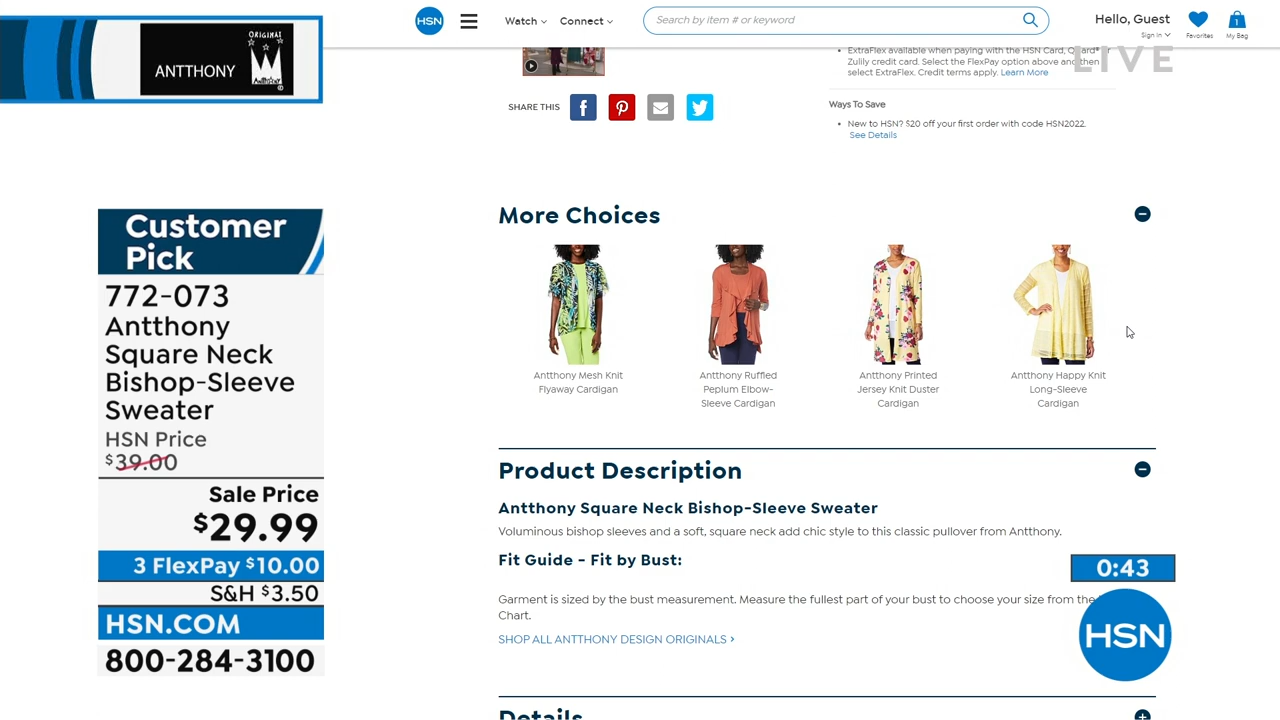 HSN
Watch
Connect
Search by item # or keyword
Hello, Guest
Sign In
Favorites
1
My Bag
ORIGINAL
ANTTHONY
LIVE
ExtraFlex available when paying with the HSN Card, QCard® or
Zulily credit card. Select the FlexPay option above and then
select ExtraFlex. Credit terms apply. Learn More
SHARE THIS
Ways To Save
New to HSN? $20 off your first order with code HSN2022.
See Details
Customer
Pick
772-073
Antthony
Square Neck
Bishop-Sleeve
Sweater
HSN Price
$39.00
Sale Price
$29.99
3 FlexPay $10.00
S&H $3.50
HSN.COM
800-284-3100
More Choices
Antthony Mesh Knit
Flyaway Cardigan
Antthony Ruffled
Peplum Elbow-
Sleeve Cardigan
Antthony Printed
Jersey Knit Duster
Cardigan
Antthony Happy Knit
Long-Sleeve
Cardigan
Product Description
Antthony Square Neck Bishop-Sleeve Sweater
Voluminous bishop sleeves and a soft, square neck add chic style to this classic pullover from Antthony.
Fit Guide - Fit by Bust:
Garment is sized by the bust measurement. Measure the fullest part of your bust to choose your size from the
Chart.
SHOP ALL ANTTHONY DESIGN ORIGINALS >
0:43
HSN
Details